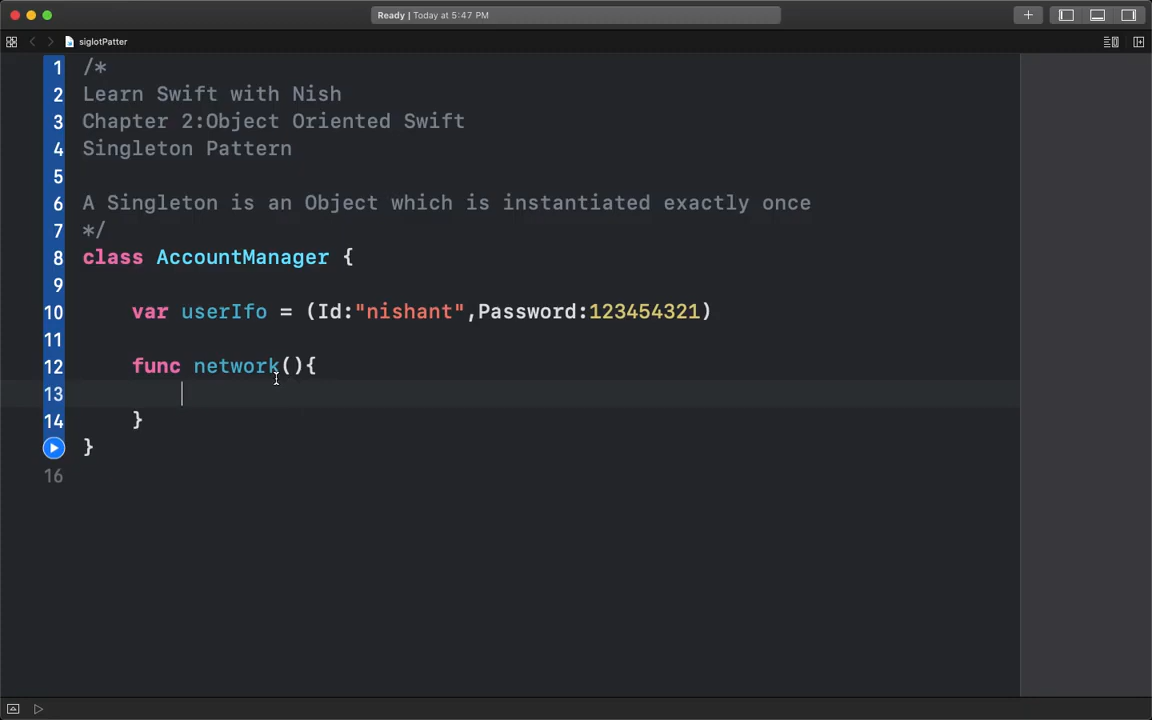 Ready | Today at 5:47 PM
siglotPatter
1 /*
2 Learn Swift with Nish
3 Chapter 2:Object Oriented Swift
4 Singleton Pattern
5
6 A Singleton is an Object which is instantiated exactly once
7 */
8 class AccountManager {
9
10 var userIfo = (Id:"nishant",Password:123454321)
11
12 func network(){
13
14 }
}
16